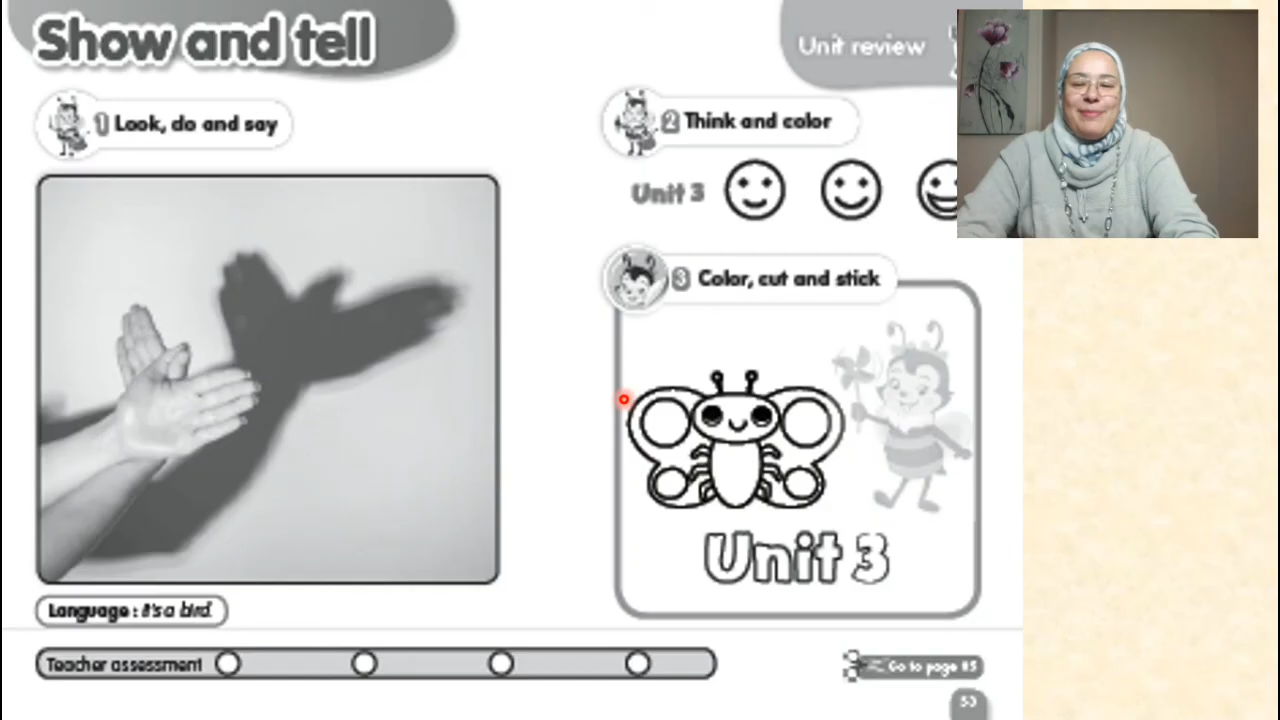 Show and tell
Unit review
1 Look, do and say
2 Think and color
Unit 3
3 Color, cut and stick
Unit 3
Language : It's a bird.
Teacher assessment
Go to page 85
53